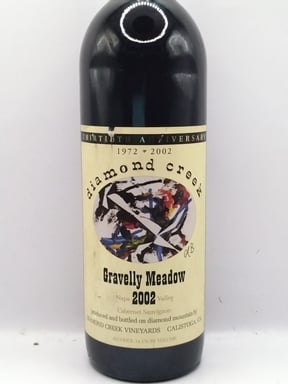 THIRTIETH ANNIVERSARY
1972 • 2002
diamond creek
Gravelly Meadow
Napa 2002 Valley
Cabernet Sauvignon
produced and bottled on diamond mountain by
DIAMOND CREEK VINEYARDS CALISTOGA, CA